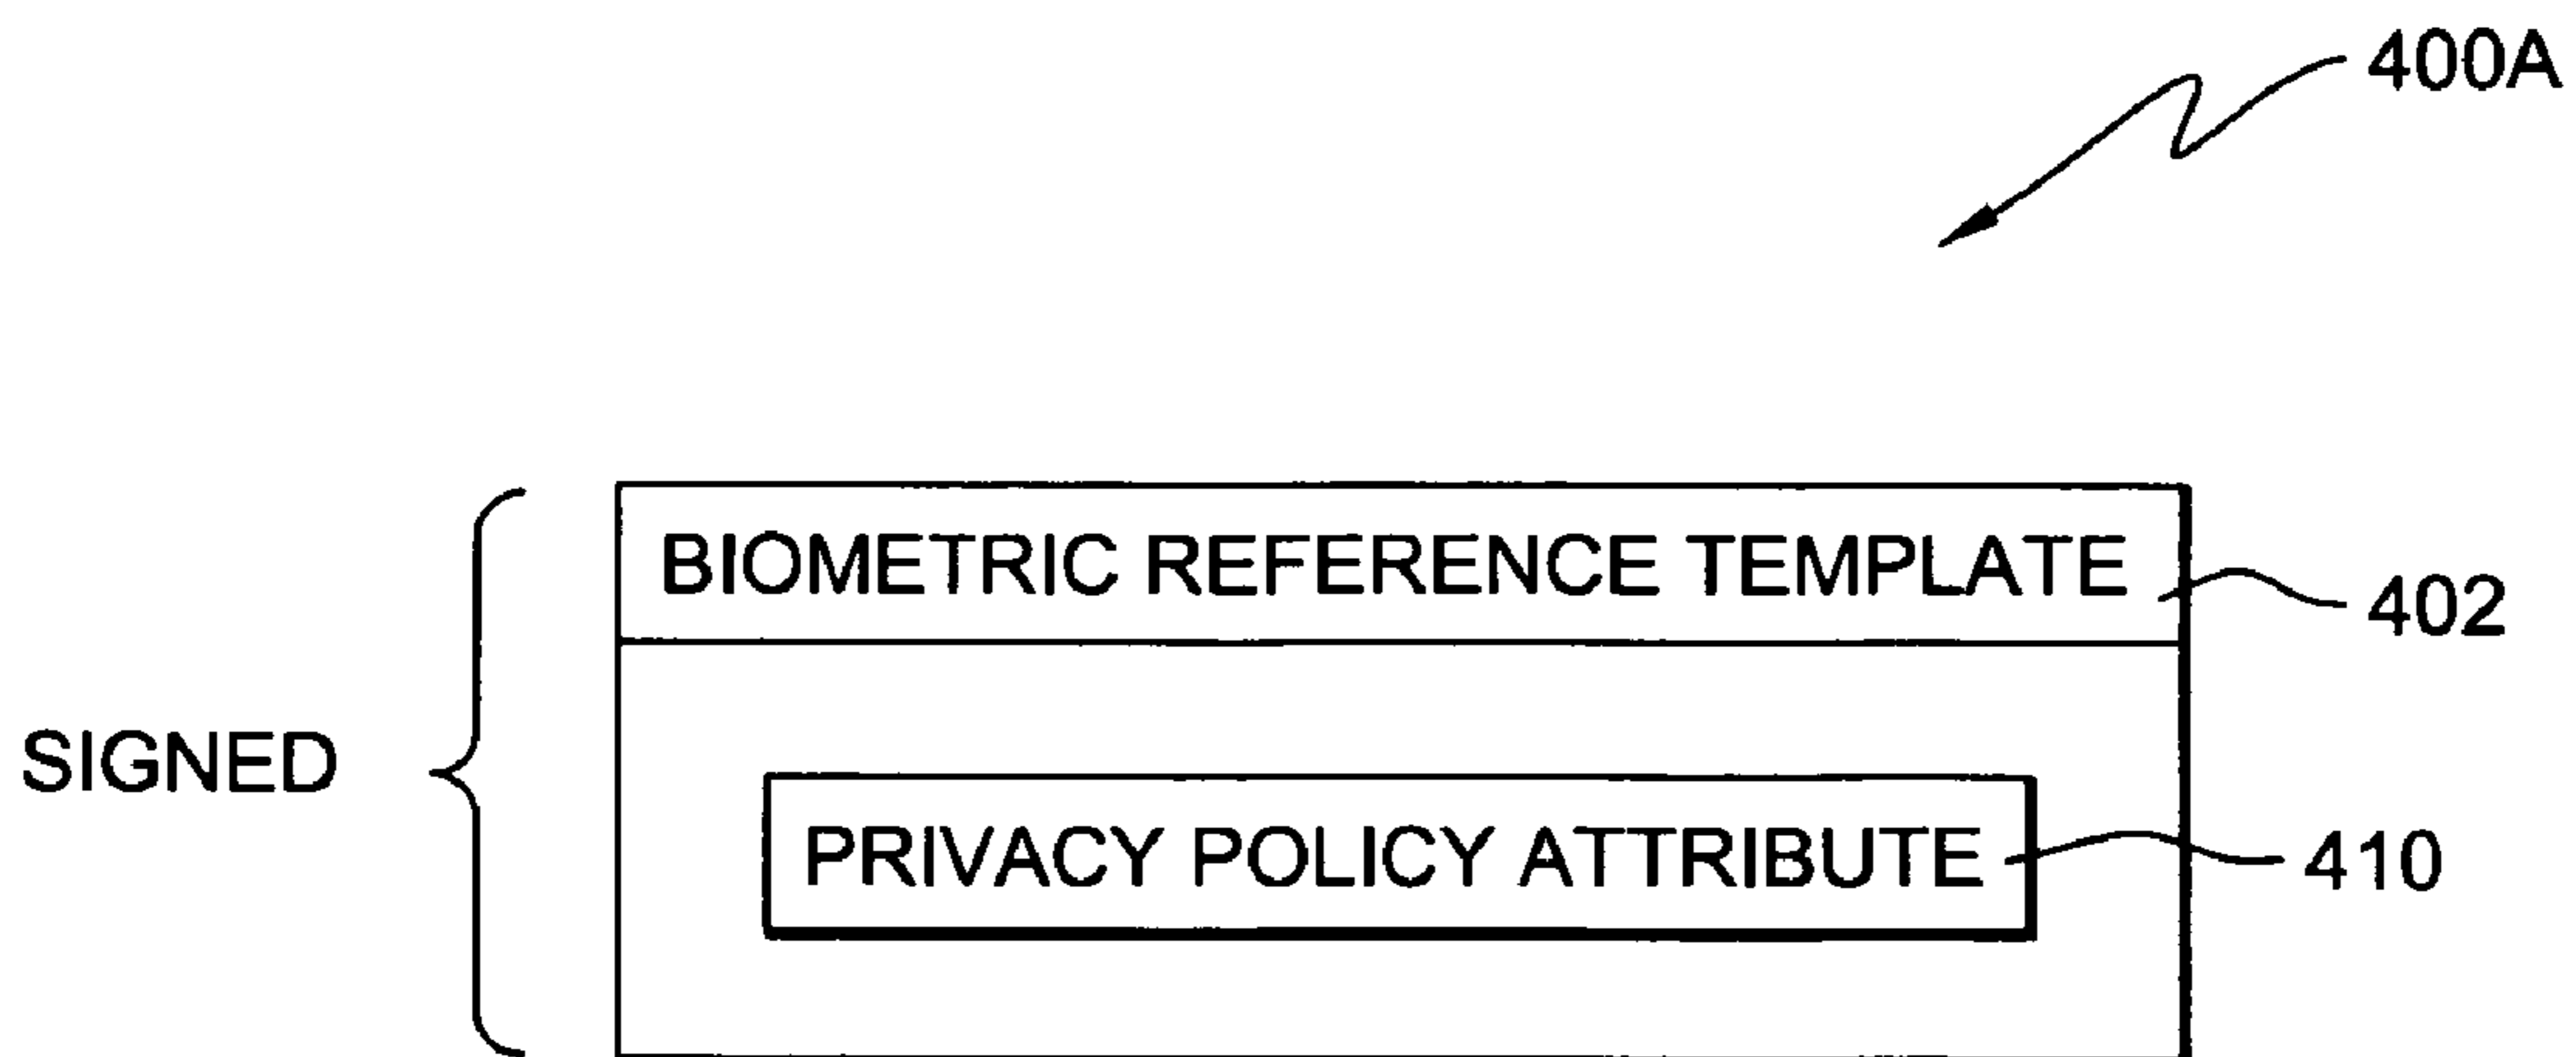 400A
BIOMETRIC REFERENCE TEMPLATE
402
SIGNED
PRIVACY POLICY ATTRIBUTE
410